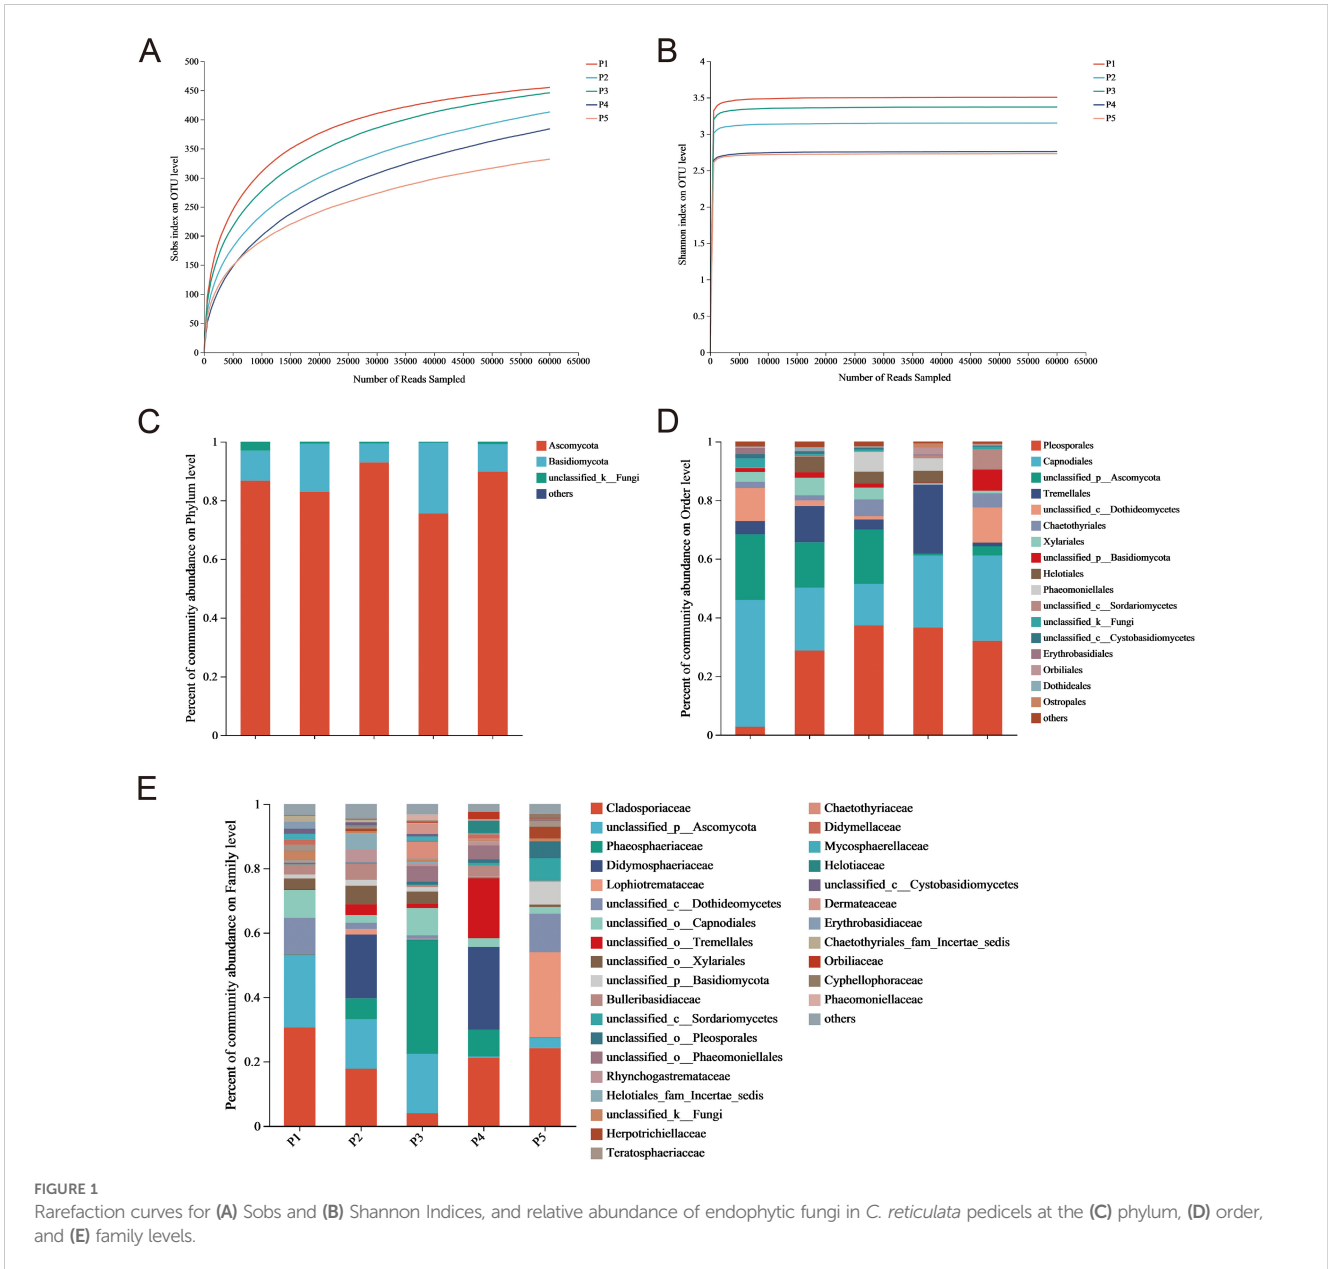 A
500
450
400
350
300
250
200
150
100
50
0
Sobs index on OTU level
0 5000 10000 15000 20000 25000 30000 35000 40000 45000 50000 55000 60000 65000
Number of Reads Sampled
P1
P2
P3
P4
P5
B
4
3.5
3
2.5
2
1.5
1
0.5
0
Shannon index on OTU level
0 5000 10000 15000 20000 25000 30000 35000 40000 45000 50000 55000 60000 65000
Number of Reads Sampled
P1
P2
P3
P4
P5
C
1
0.8
0.6
0.4
0.2
0
Percent of community abundance on Phylum level
Ascomycota
Basidiomycota
unclassified_k__Fungi
others
D
1
0.8
0.6
0.4
0.2
0
Percent of community abundance on Order level
Pleosporales
Capnodiales
unclassified_p__Ascomycota
Tremellales
unclassified_c__Dothideomycetes
Chaetothyriales
Xylariales
unclassified_p__Basidiomycota
Helotiales
Phaeomoniellales
unclassified_c__Sordariomycetes
unclassified_k__Fungi
unclassified_c__Cystobasidiomycetes
Erythrobasidiales
Orbiliales
Dothideales
Ostropales
others
E
1
0.8
0.6
0.4
0.2
0
Percent of community abundance on Family level
P1 P2 P3 P4 P5
Cladosporiaceae
unclassified_p__Ascomycota
Phaeosphaeriaceae
Didymosphaeriaceae
Lophiotremataceae
unclassified_c__Dothideomycetes
unclassified_o__Capnodiales
unclassified_o__Tremellales
unclassified_o__Xylariales
unclassified_p__Basidiomycota
Bulleribasidiaceae
unclassified_c__Sordariomycetes
unclassified_o__Pleosporales
unclassified_o__Phaeomoniellales
Rhynchogastremataceae
Helotiales_fam_Incertae_sedis
unclassified_k__Fungi
Herpotrichiellaceae
Teratosphaeriaceae
Chaetothyriaceae
Didymellaceae
Mycosphaerellaceae
Helotiaceae
unclassified_c__Cystobasidiomycetes
Dermateaceae
Erythrobasidiaceae
Chaetothyriales_fam_Incertae_sedis
Orbiliaceae
Cyphellophoraceae
Phaeomoniellaceae
others
FIGURE 1
Rarefaction curves for (A) Sobs and (B) Shannon Indices, and relative abundance of endophytic fungi in C. reticulata pedicels at the (C) phylum, (D) order,
and (E) family levels.